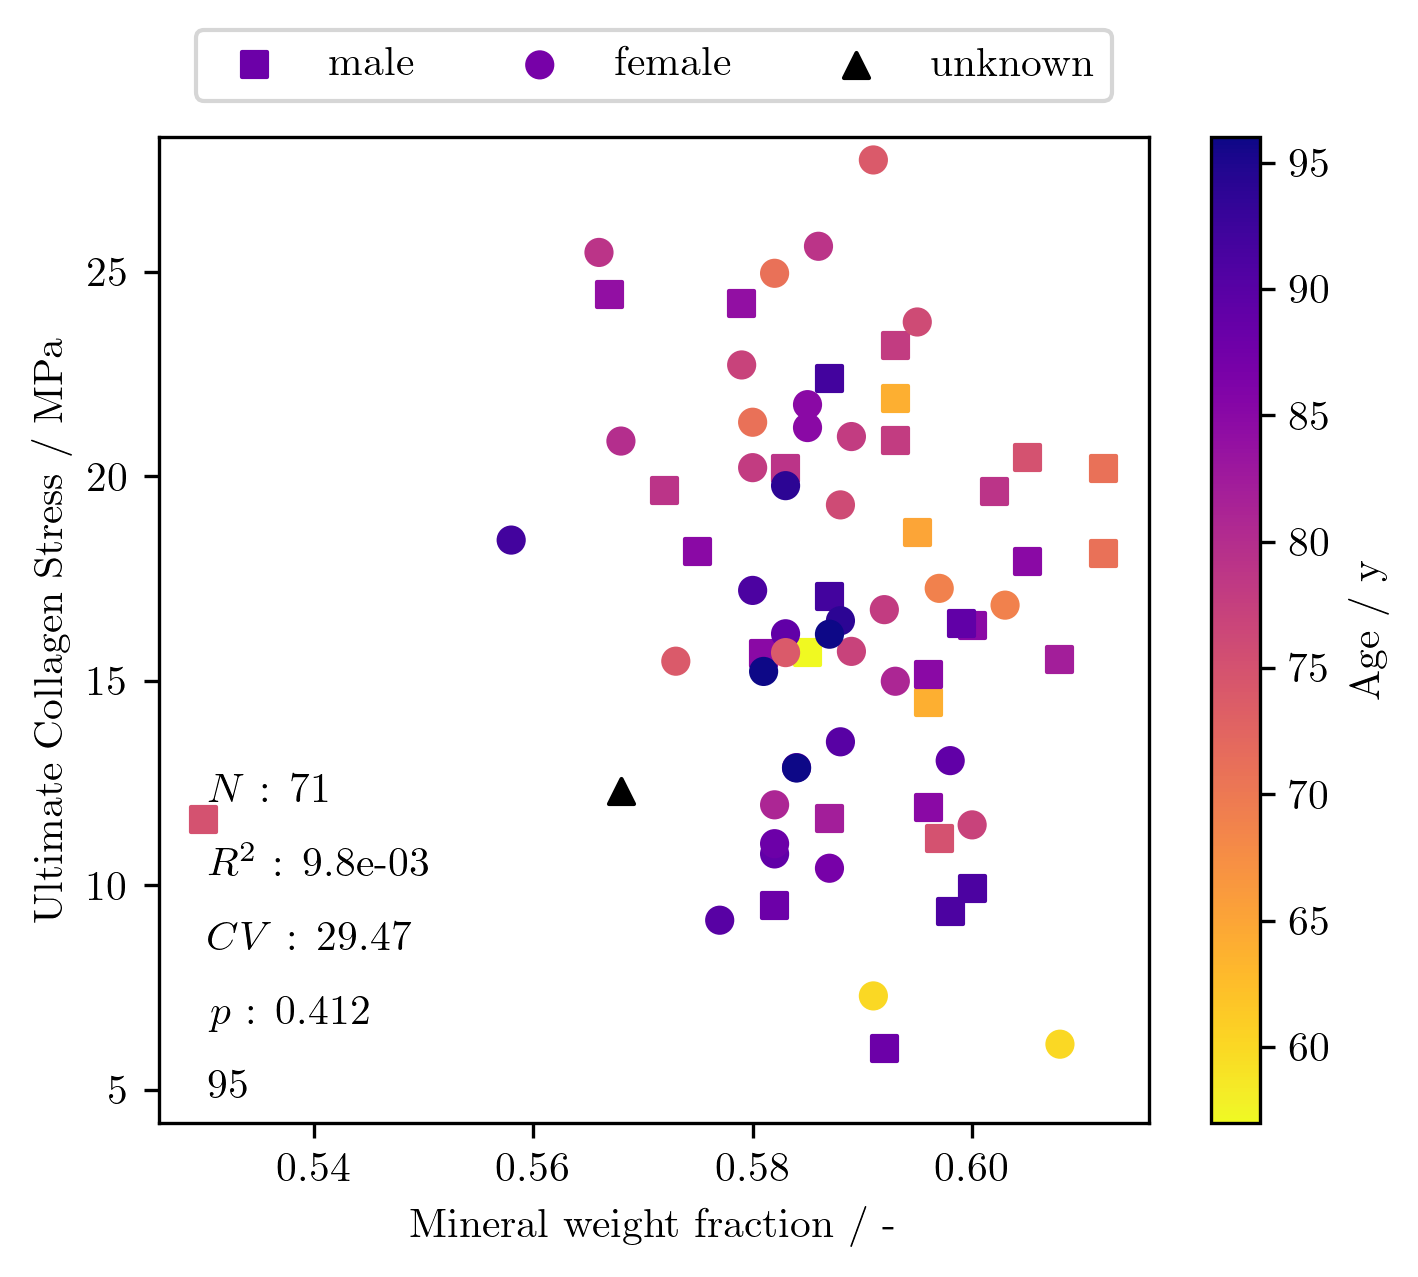 male female unknown
25
20
15
10
5
Ultimate Collagen Stress / MPa
N : 71
R² : 9.8e-03
CV : 29.47
p : 0.412
95
0.54 0.56 0.58 0.60
Mineral weight fraction / -
95
90
85
80
75
70
65
60
Age / y